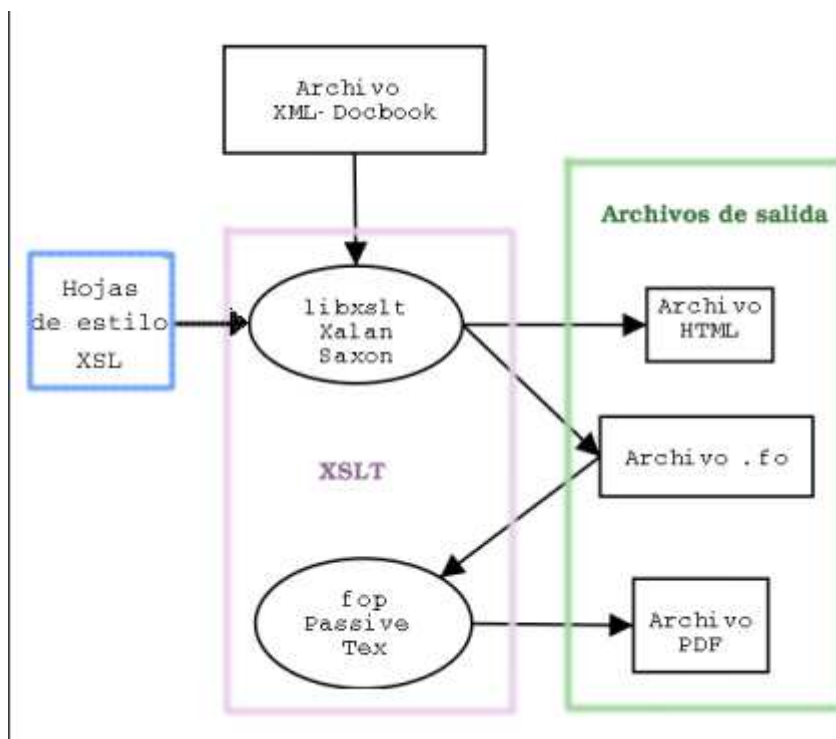 Archivo
XML- Docbook
Archivos de salida
Hojas
de estilo
XSL
libxslt
Xalan
Saxon
Archivo
HTML
XSLT
Archivo .fo
fop
Passive
Tex
Archivo
PDF